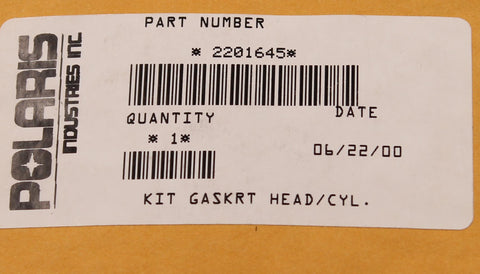 POLARIS
INDUSTRIES INC.
PART NUMBER
* 2201645*
QUANTITY
* 1*
DATE
06/22/00
KIT GASKRT HEAD/CYL.